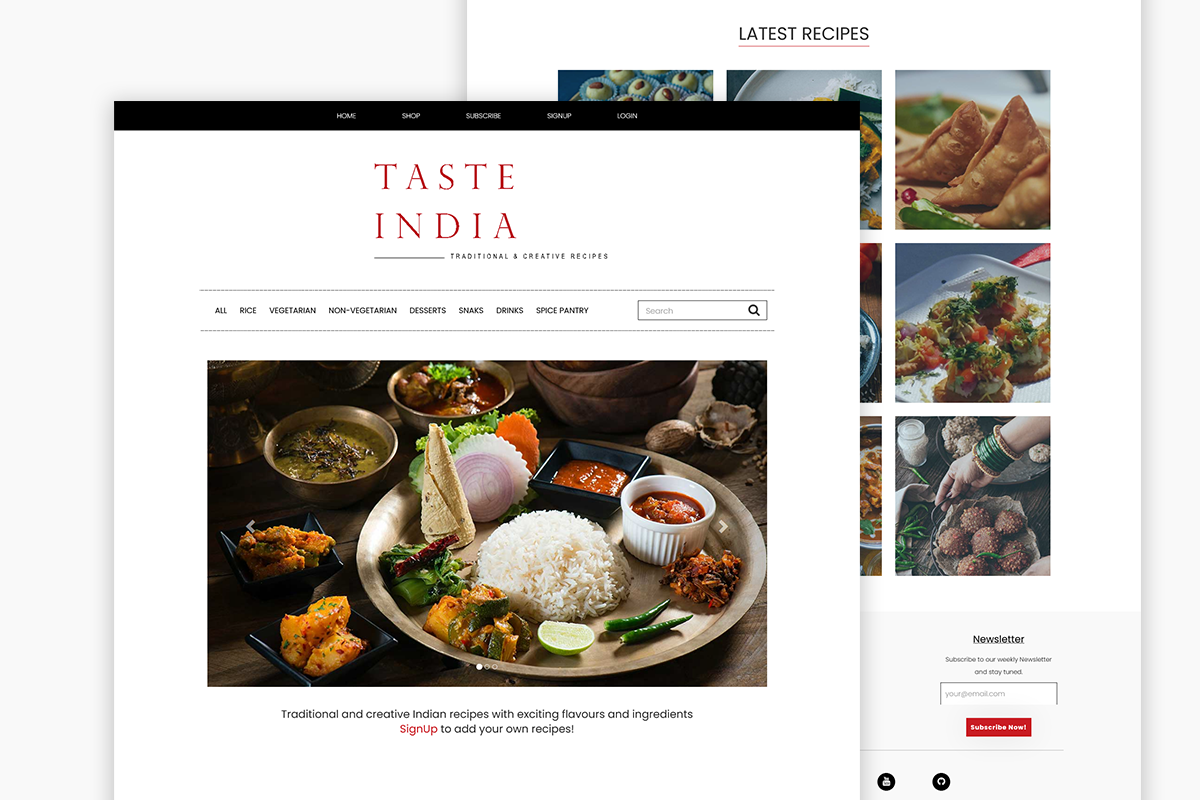 LATEST RECIPES
HOME SHOP SUBSCRIBE SIGNUP LOGIN
TASTE
INDIA
TRADITIONAL & CREATIVE RECIPES
ALL RICE VEGETARIAN NON-VEGETARIAN DESSERTS SNAKS DRINKS SPICE PANTRY Search
Traditional and creative Indian recipes with exciting flavours and ingredients
SignUp to add your own recipes!
Newsletter
Subscribe to our weekly Newsletter
and stay tuned.
your@email.com
Subscribe Now!